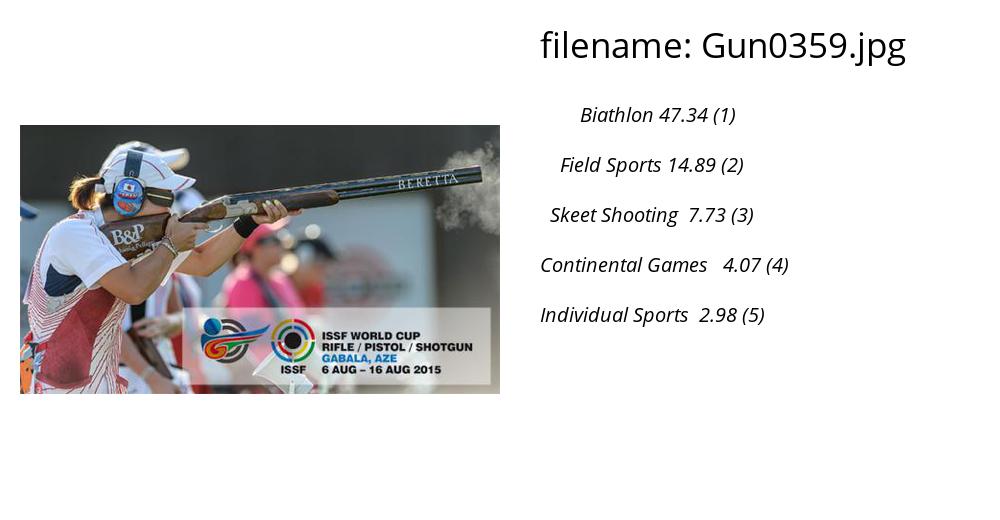 filename: Gun0359.jpg
Biathlon 47.34 (1)
Field Sports 14.89 (2)
Skeet Shooting 7.73 (3)
Continental Games 4.07 (4)
Individual Sports 2.98 (5)
BERETTA
B&P
ISSF WORLD CUP
RIFLE / PISTOL / SHOTGUN
GABALA, AZE
ISSF 6 AUG – 16 AUG 2015